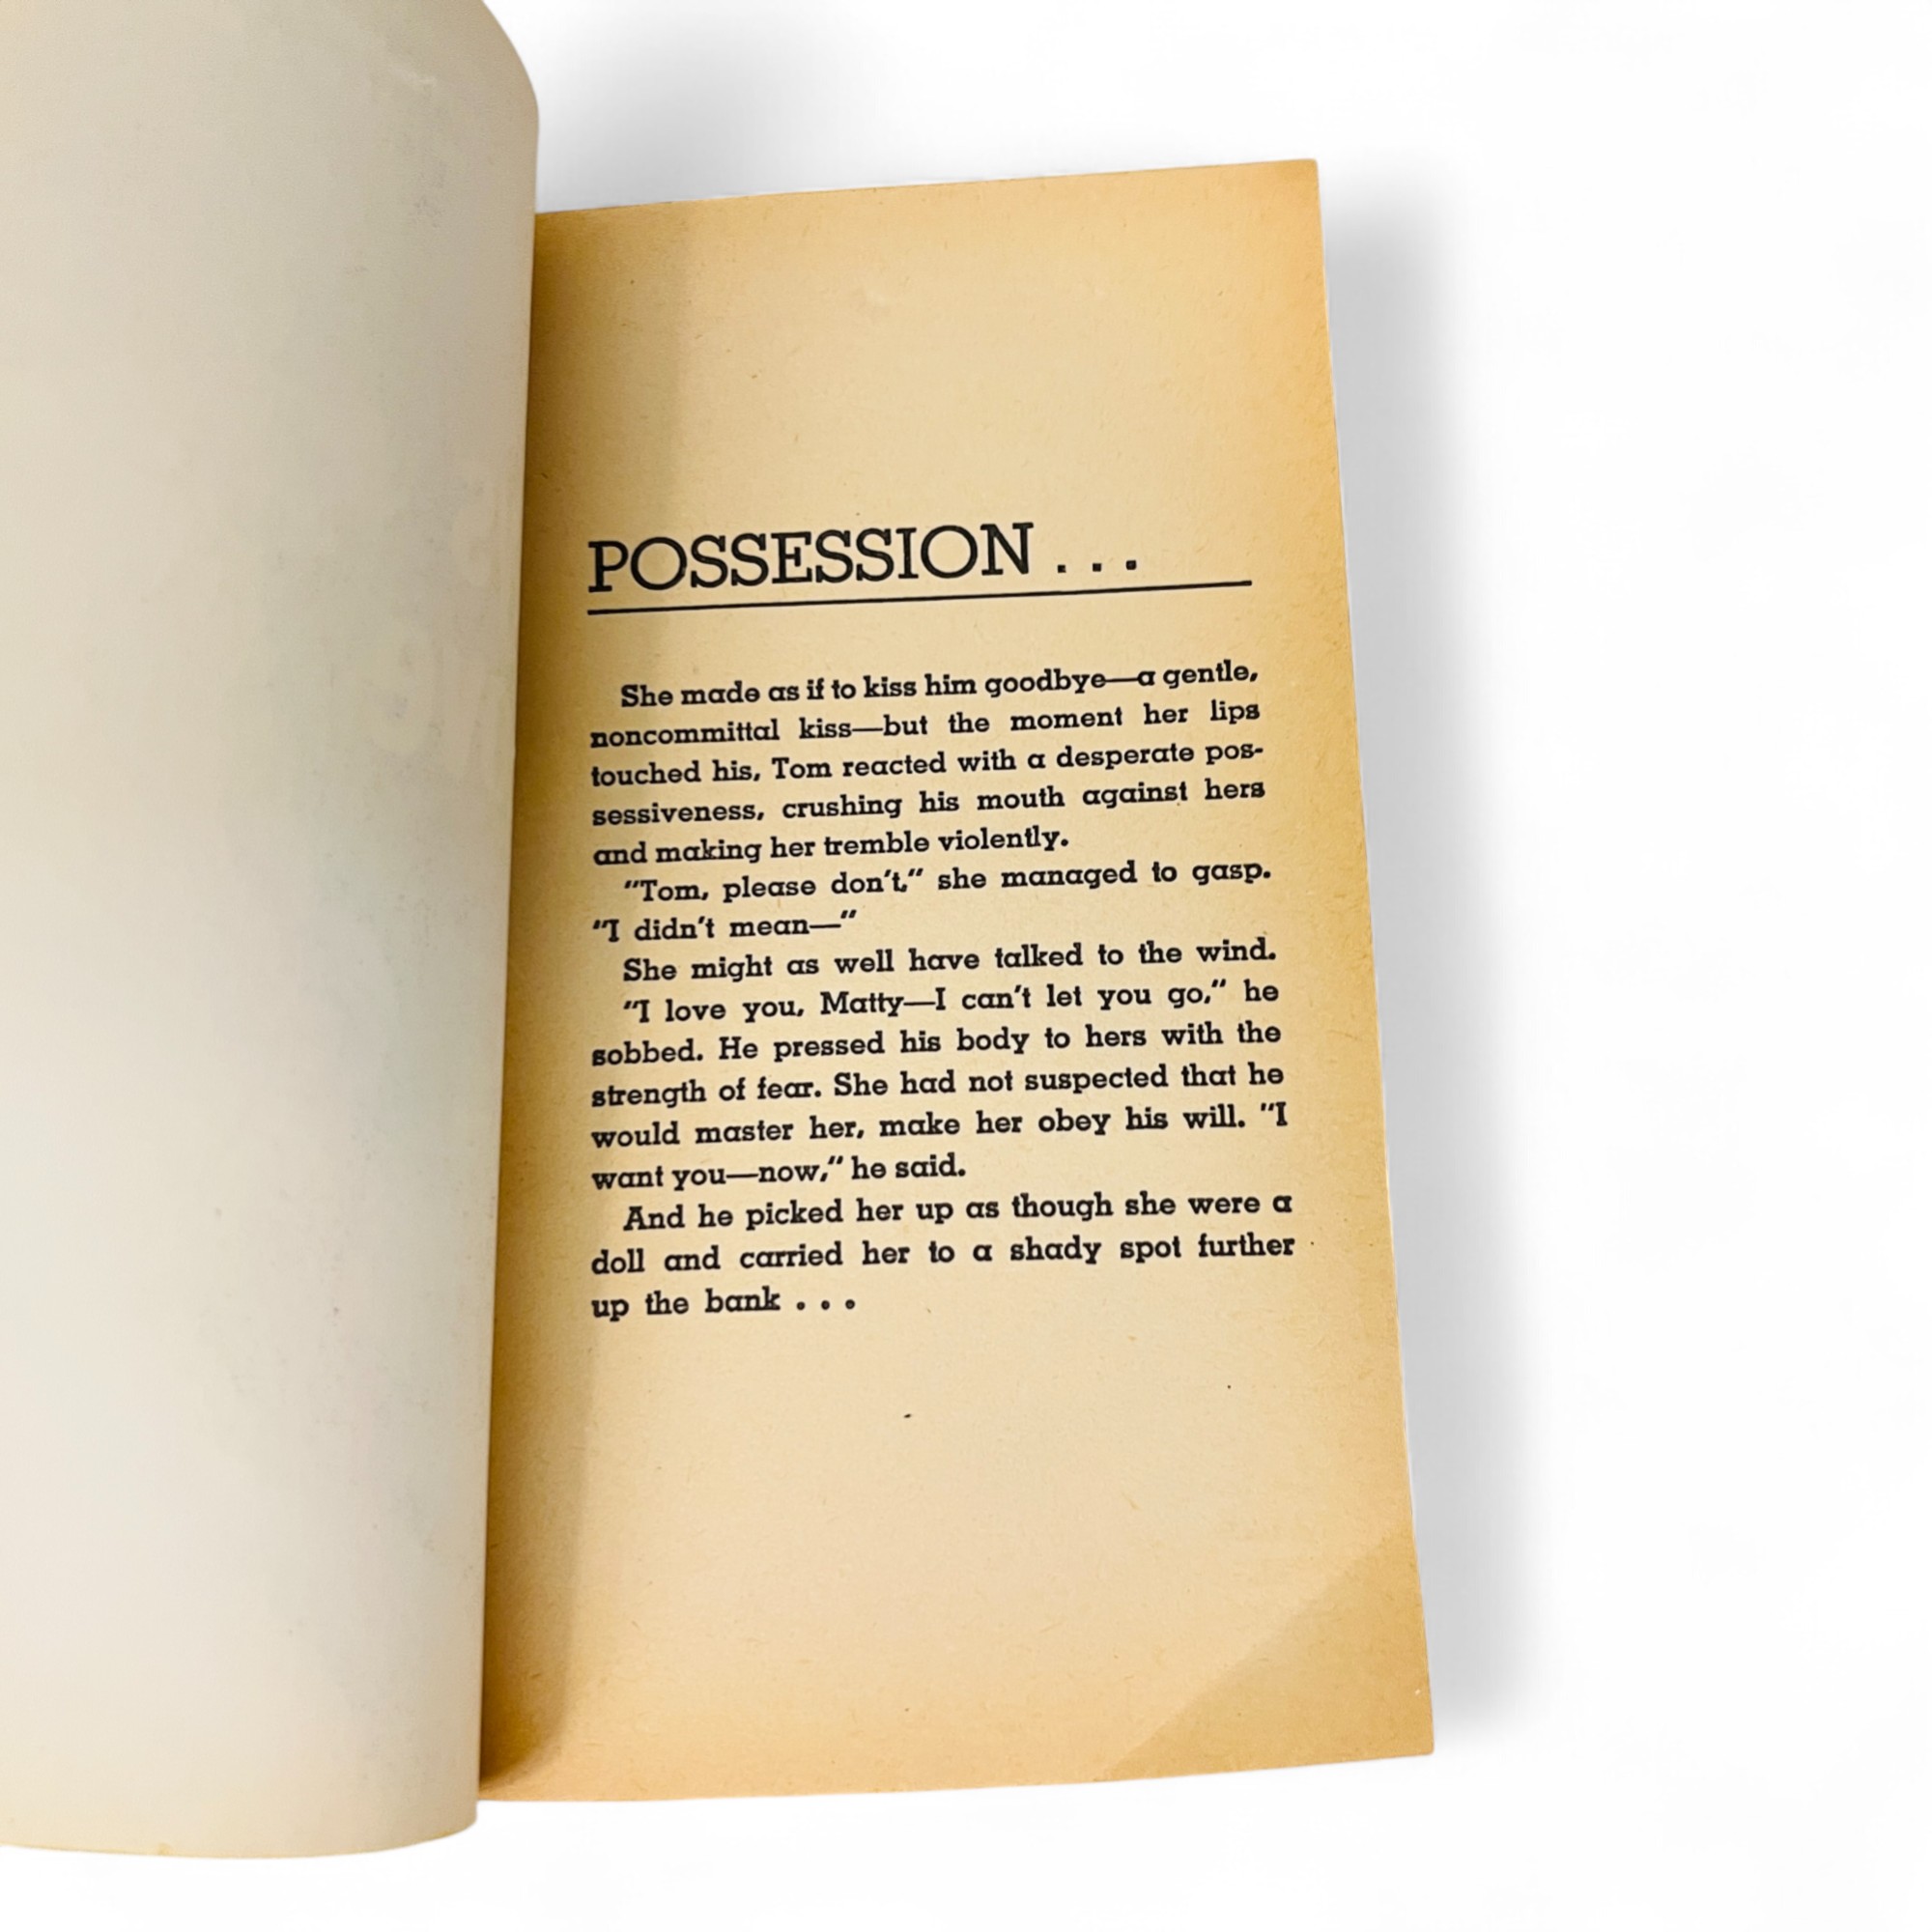 POSSESSION . . .
She made as if to kiss him goodbye—a gentle,
noncommittal kiss—but the moment her lips
touched his, Tom reacted with a desperate pos-
sessiveness, crushing his mouth against hers
and making her tremble violently.
"Tom, please don't," she managed to gasp.
"I didn't mean—"
She might as well have talked to the wind.
"I love you, Matty—I can't let you go," he
sobbed. He pressed his body to hers with the
strength of fear. She had not suspected that he
would master her, make her obey his will. "I
want you—now," he said.
And he picked her up as though she were a
doll and carried her to a shady spot further
up the bank . . .